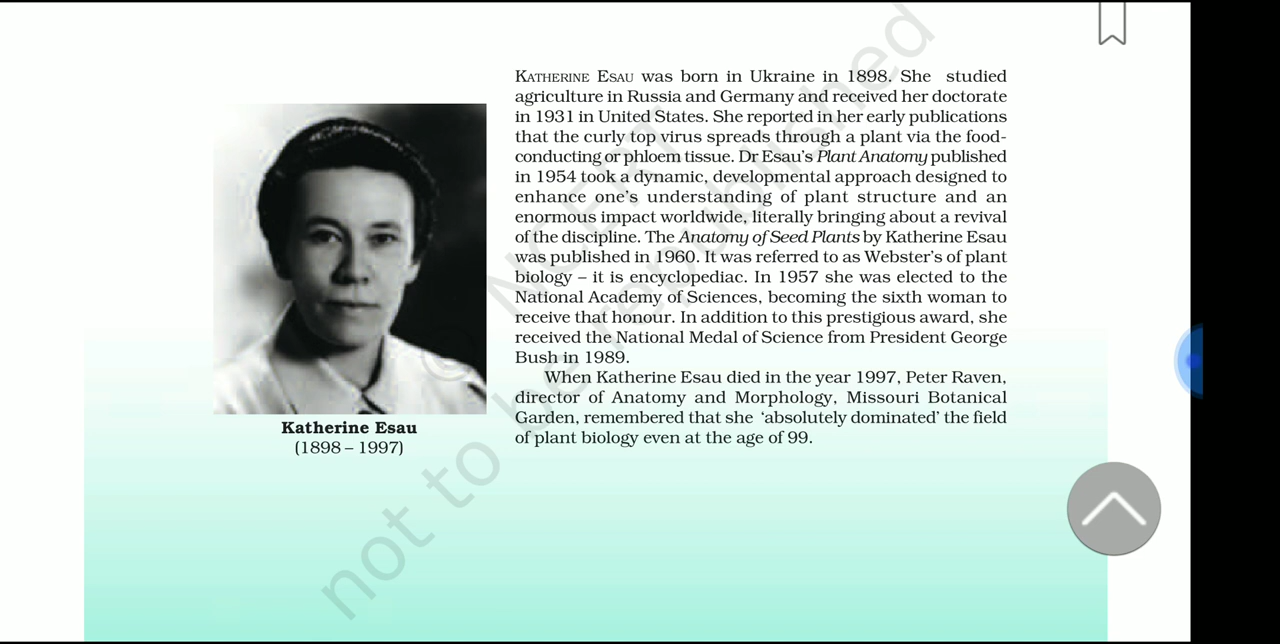 KATHERINE ESAU was born in Ukraine in 1898. She studied
agriculture in Russia and Germany and received her doctorate
in 1931 in United States. She reported in her early publications
that the curly top virus spreads through a plant via the food-
conducting or phloem tissue. Dr Esau's Plant Anatomy published
in 1954 took a dynamic, developmental approach designed to
enhance one's understanding of plant structure and an
enormous impact worldwide, literally bringing about a revival
of the discipline. The Anatomy of Seed Plants by Katherine Esau
was published in 1960. It was referred to as Webster's of plant
biology – it is encyclopediac. In 1957 she was elected to the
National Academy of Sciences, becoming the sixth woman to
receive that honour. In addition to this prestigious award, she
received the National Medal of Science from President George
Bush in 1989.
When Katherine Esau died in the year 1997, Peter Raven,
director of Anatomy and Morphology, Missouri Botanical
Garden, remembered that she 'absolutely dominated' the field
of plant biology even at the age of 99.
Katherine Esau
(1898 – 1997)
© NCERT
not to be republished